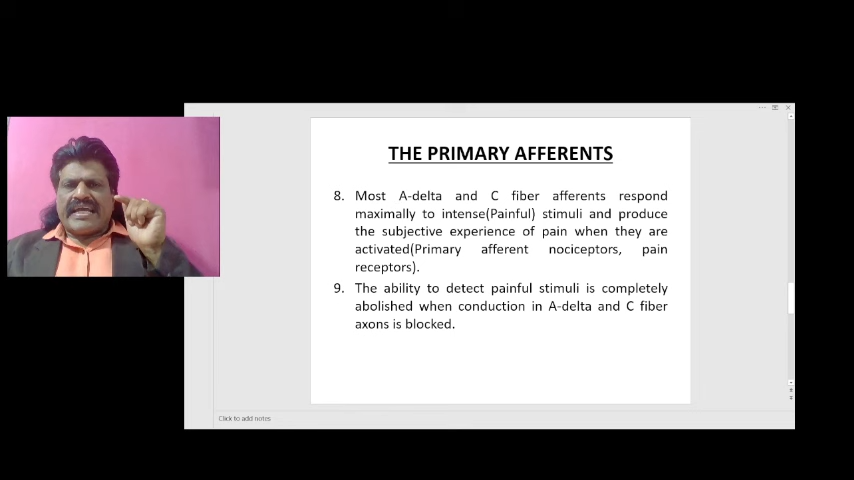 THE PRIMARY AFFERENTS
8. Most A-delta and C fiber afferents respond
maximally to intense(Painful) stimuli and produce
the subjective experience of pain when they are
activated(Primary afferent nociceptors, pain
receptors).
9. The ability to detect painful stimuli is completely
abolished when conduction in A-delta and C fiber
axons is blocked.
Click to add notes